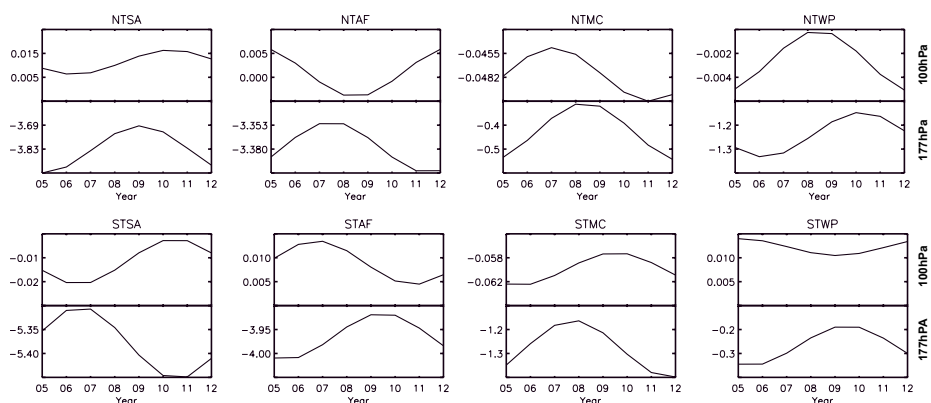 NTSA NTAF NTMC NTWP
0.015 0.005 -0.0455 -0.002
0.005 0.000 -0.0482 -0.004
100hPa
-3.69 -3.353 -0.4 -1.2
-3.83 -3.380 -0.5 -1.3
177hPa
05 06 07 08 09 10 11 12 05 06 07 08 09 10 11 12 05 06 07 08 09 10 11 12 05 06 07 08 09 10 11 12
Year Year Year Year
STSA STAF STMC STWP
-0.01 0.010 -0.058 0.010
-0.02 0.005 -0.062 0.005
100hPa
-5.35 -3.95 -1.2 -0.2
-5.40 -4.00 -1.3 -0.3
177hPA
05 06 07 08 09 10 11 12 05 06 07 08 09 10 11 12 05 06 07 08 09 10 11 12 05 06 07 08 09 10 11 12
Year Year Year Year